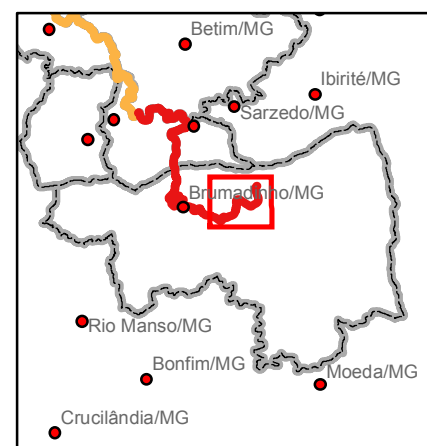 Betim/MG
Ibirité/MG
Sarzedo/MG
Brumadinho/MG
Rio Manso/MG
Bonfim/MG
Moeda/MG
Crucilândia/MG